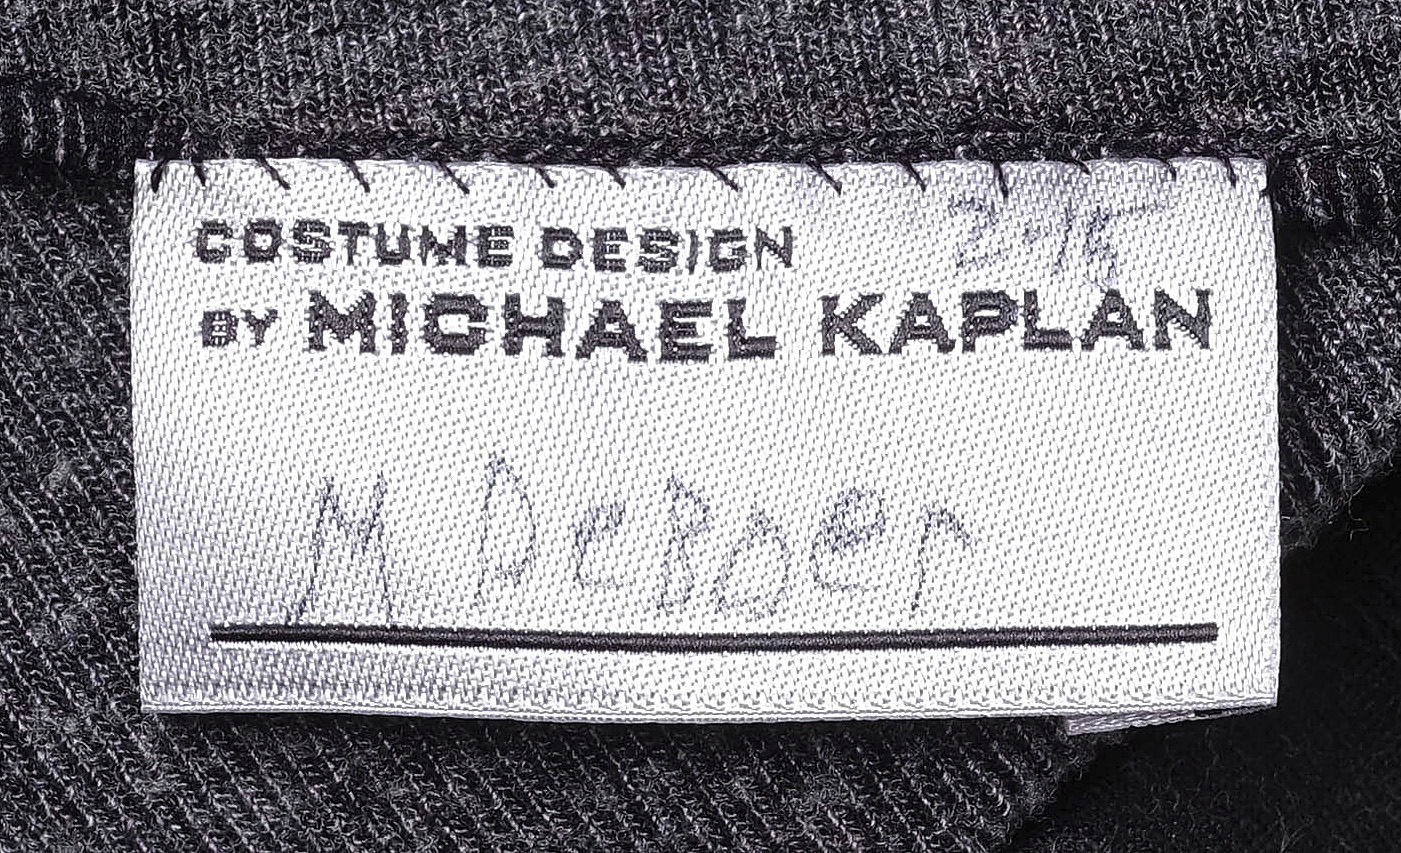 COSTUME DESIGN
BY MICHAEL KAPLAN
M DeBoer